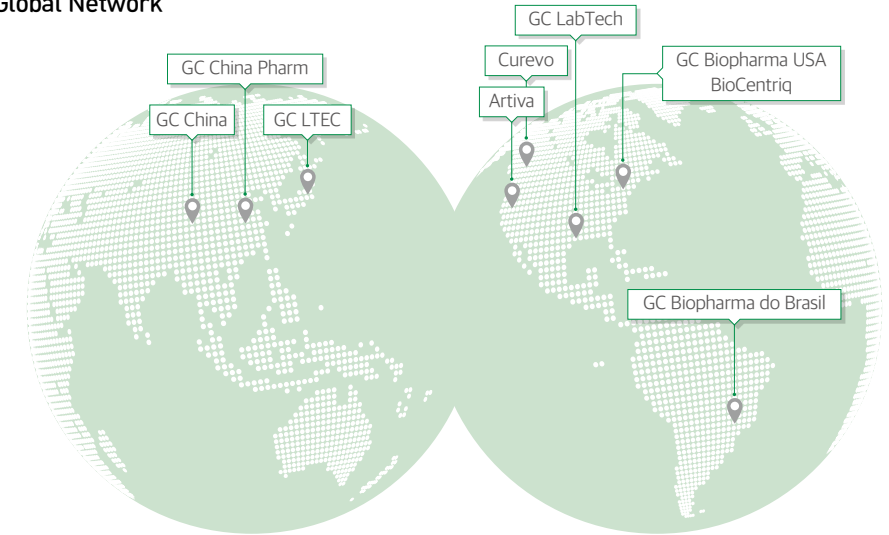 Global Network
GC LabTech
Curevo
GC Biopharma USA
BioCentriq
GC China Pharm
Artiva
GC China
GC LTEC
GC Biopharma do Brasil